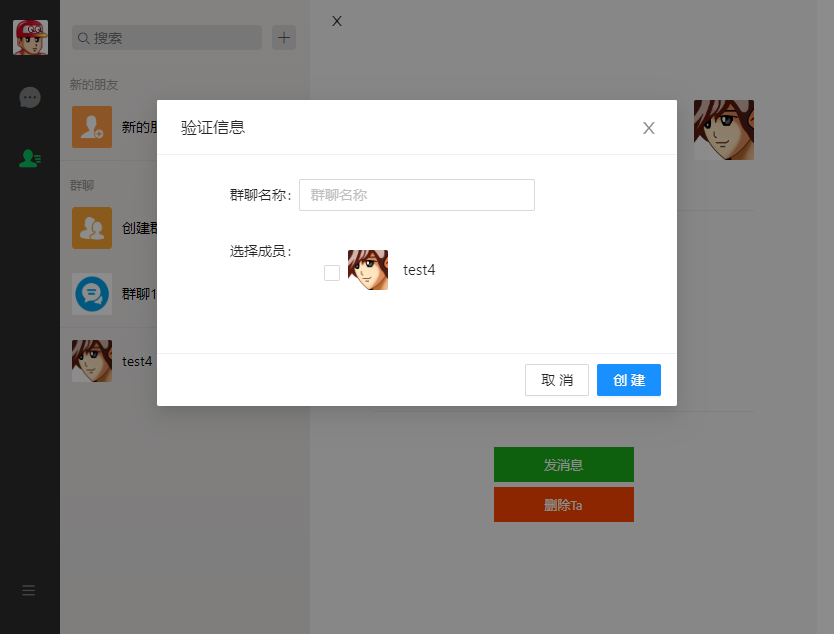 X
搜索
新的朋友
新的朋
群聊
创建群
群聊1
test4
验证信息
群聊名称：
群聊名称
选择成员：
test4
取 消
创 建
发消息
删除Ta